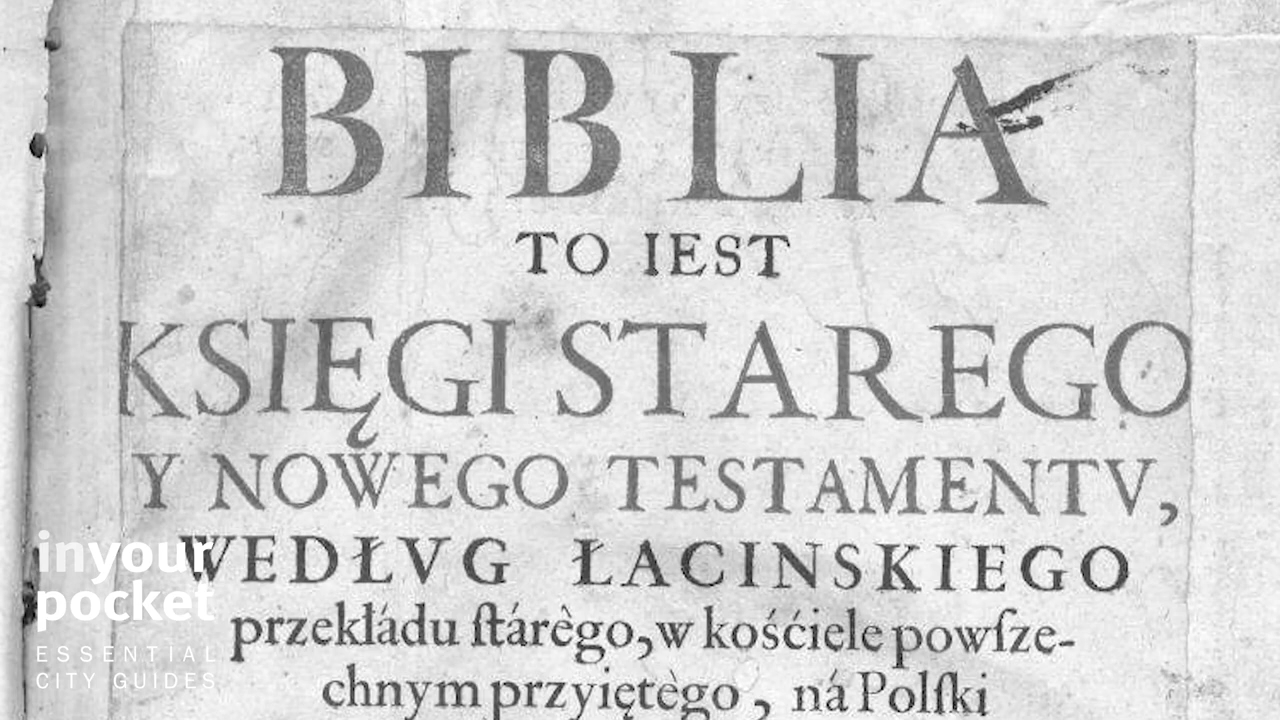 BIBLIA
TO IEST
KSIĘGI STAREGO
Y NOWEGO TESTAMENTV,
WEDŁVG ŁACINSKIEGO
przekłádu ſtárègo, w kośćiele powſze-
chnym przyiętègo, ná Polſki
inyour
pocket
ESSENTIAL
CITY GUIDES